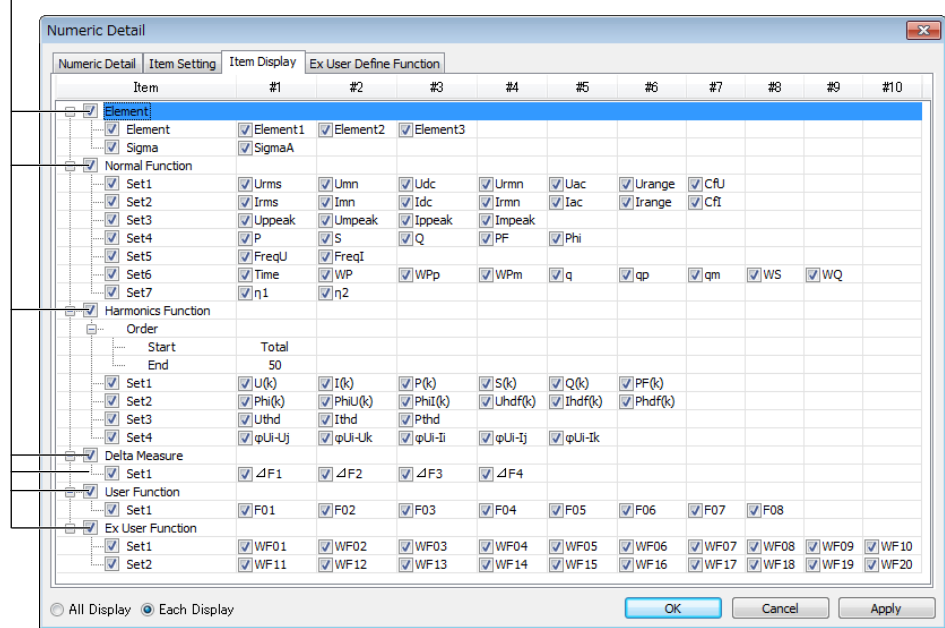 Numeric Detail
Numeric Detail Item Setting Item Display Ex User Define Function
Item #1 #2 #3 #4 #5 #6 #7 #8 #9 #10
Element
Element Element1 Element2 Element3
Sigma SigmaA
Normal Function
Set1 Urms Umn Udc Urmn Uac Urange CfU
Set2 Irms Imn Idc Irmn Iac Irange CfI
Set3 Uppeak Umpeak Ippeak Impeak
Set4 P S Q PF Phi
Set5 FreqU FreqI
Set6 Time WP WPp WPm q qp qm WS WQ
Set7 η1 η2
Harmonics Function
Order
Start Total
End 50
Set1 U(k) I(k) P(k) S(k) Q(k) PF(k)
Set2 Phi(k) PhiU(k) PhiI(k) Uhdf(k) Ihdf(k) Phdf(k)
Set3 Uthd Ithd Pthd
Set4 φUi-Uj φUi-Uk φUi-Ii φUi-Ij φUi-Ik
Delta Measure
Set1 ⊿F1 ⊿F2 ⊿F3 ⊿F4
User Function
Set1 F01 F02 F03 F04 F05 F06 F07 F08
Ex User Function
Set1 WF01 WF02 WF03 WF04 WF05 WF06 WF07 WF08 WF09 WF10
Set2 WF11 WF12 WF13 WF14 WF15 WF16 WF17 WF18 WF19 WF20
All Display Each Display OK Cancel Apply